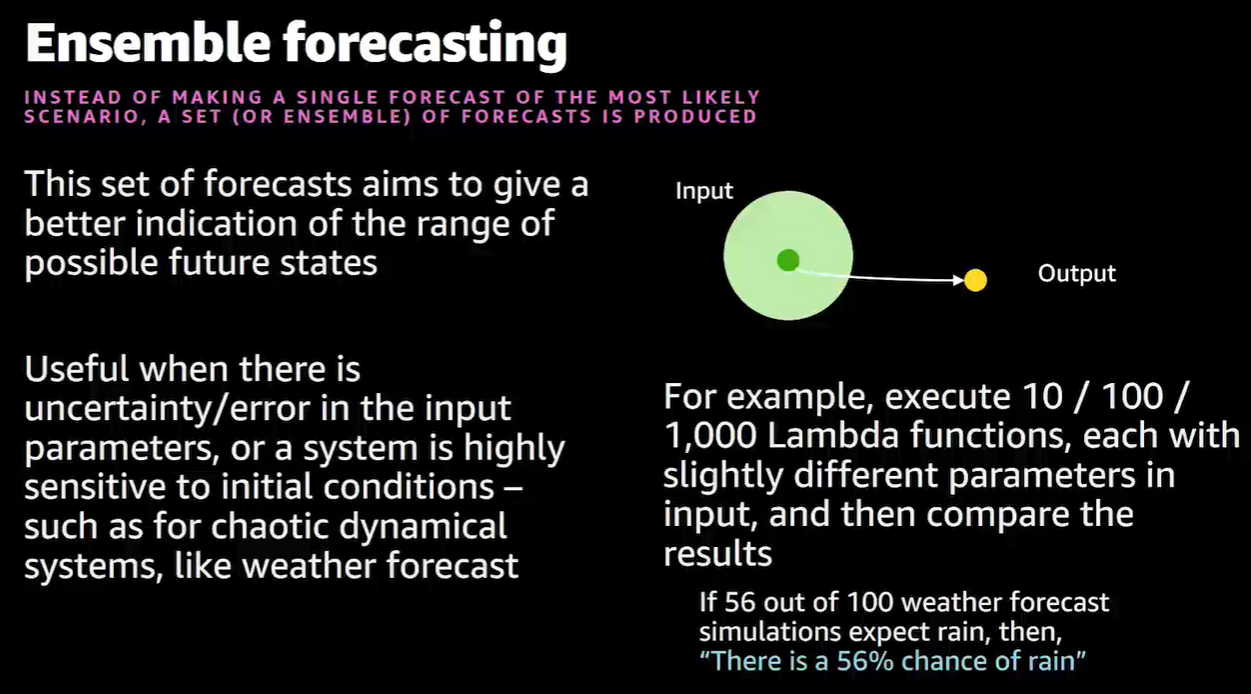 Ensemble forecasting
INSTEAD OF MAKING A SINGLE FORECAST OF THE MOST LIKELY
SCENARIO, A SET (OR ENSEMBLE) OF FORECASTS IS PRODUCED
This set of forecasts aims to give a
better indication of the range of
possible future states
Useful when there is
uncertainty/error in the input
parameters, or a system is highly
sensitive to initial conditions –
such as for chaotic dynamical
systems, like weather forecast
Input
Output
For example, execute 10 / 100 /
1,000 Lambda functions, each with
slightly different parameters in
input, and then compare the
results
If 56 out of 100 weather forecast
simulations expect rain, then,
“There is a 56% chance of rain”